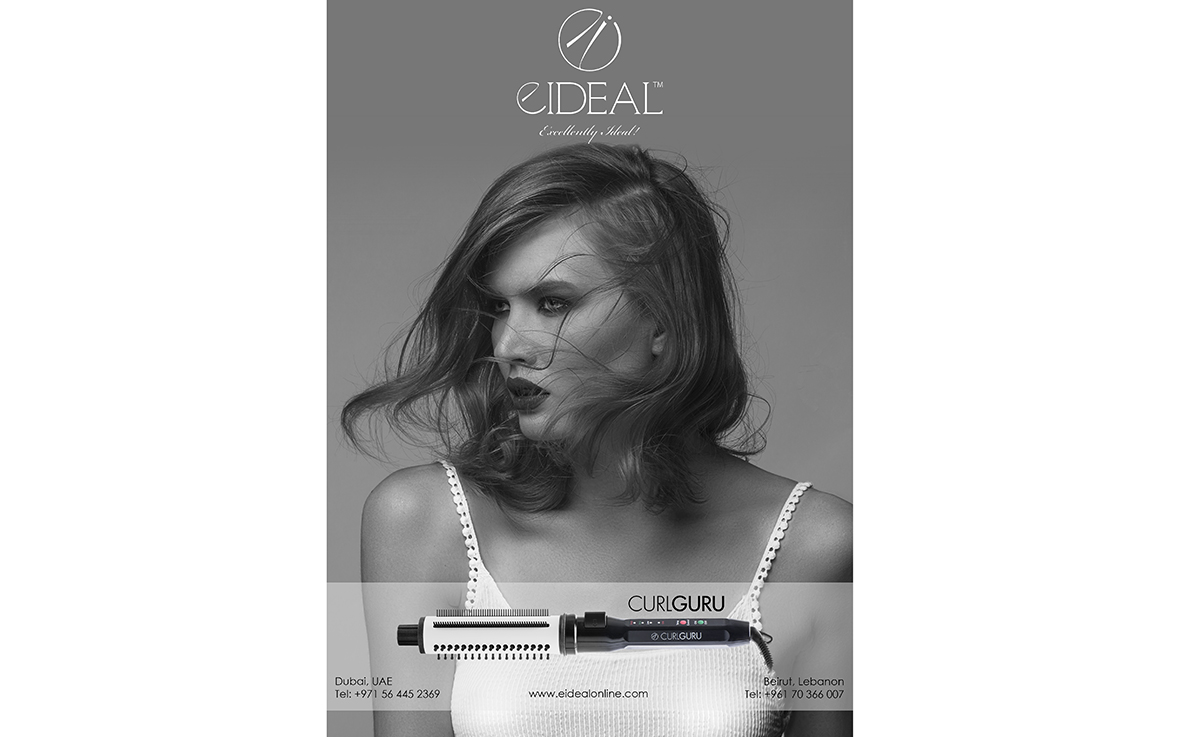 eIDEAL™
Excellently Ideal!
CURLGURU
CURLGURU
Dubai, UAE
Tel: +971 56 445 2369
www.eidealonline.com
Beirut, Lebanon
Tel: +961 70 366 007